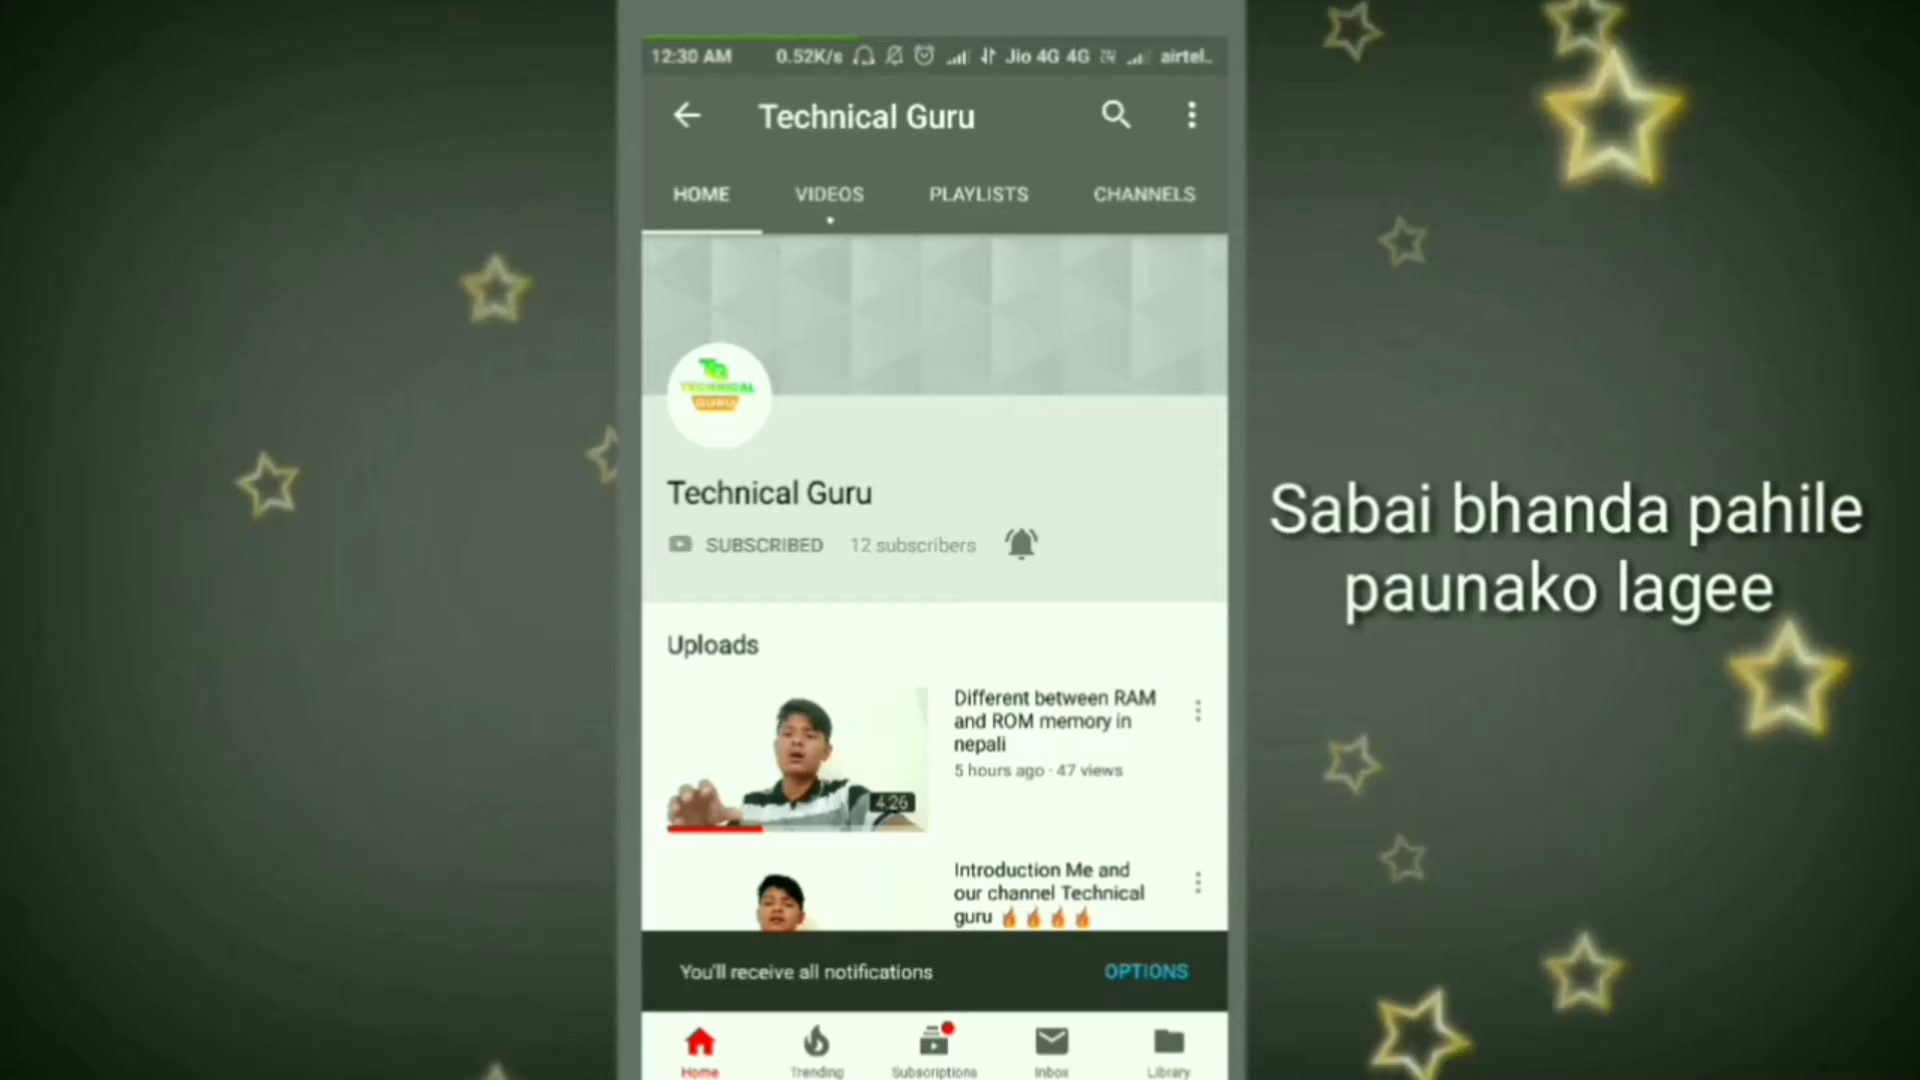 12:30 AM 0.52K/s Jio 4G 4G airtel..
Technical Guru
HOME VIDEOS PLAYLISTS CHANNELS
TG
TECHNICAL
GURU
Technical Guru
SUBSCRIBED 12 subscribers
Sabai bhanda pahile
paunako lagee
Uploads
Different between RAM
and ROM memory in
nepali
5 hours ago · 47 views
4:26
Introduction Me and
our channel Technical
guru 🔥🔥🔥🔥
You'll receive all notifications OPTIONS
Home Trending Subscriptions Inbox Library